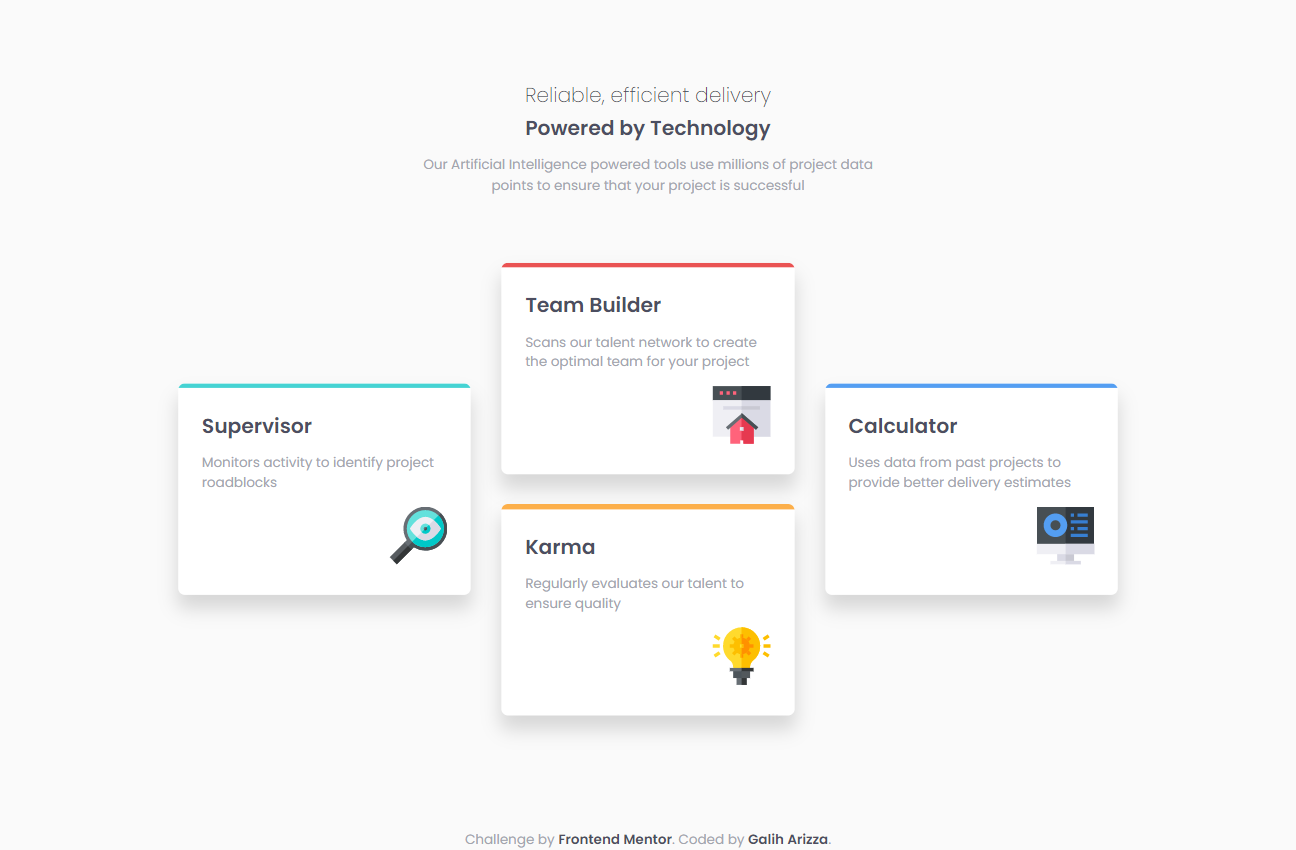 Reliable, efficient delivery
Powered by Technology
Our Artificial Intelligence powered tools use millions of project data
points to ensure that your project is successful
Team Builder
Scans our talent network to create
the optimal team for your project
Supervisor
Monitors activity to identify project
roadblocks
Calculator
Uses data from past projects to
provide better delivery estimates
Karma
Regularly evaluates our talent to
ensure quality
Challenge by Frontend Mentor. Coded by Galih Arizza.